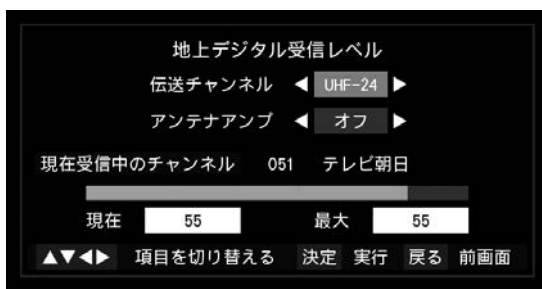 地上デジタル受信レベル
伝送チャンネル ◀ UHF-24 ▶
アンテナアンプ ◀ オフ ▶
現在受信中のチャンネル 051 テレビ朝日
現在 55 最大 55
▲▼◀▶ 項目を切り替える 決定 実行 戻る 前画面